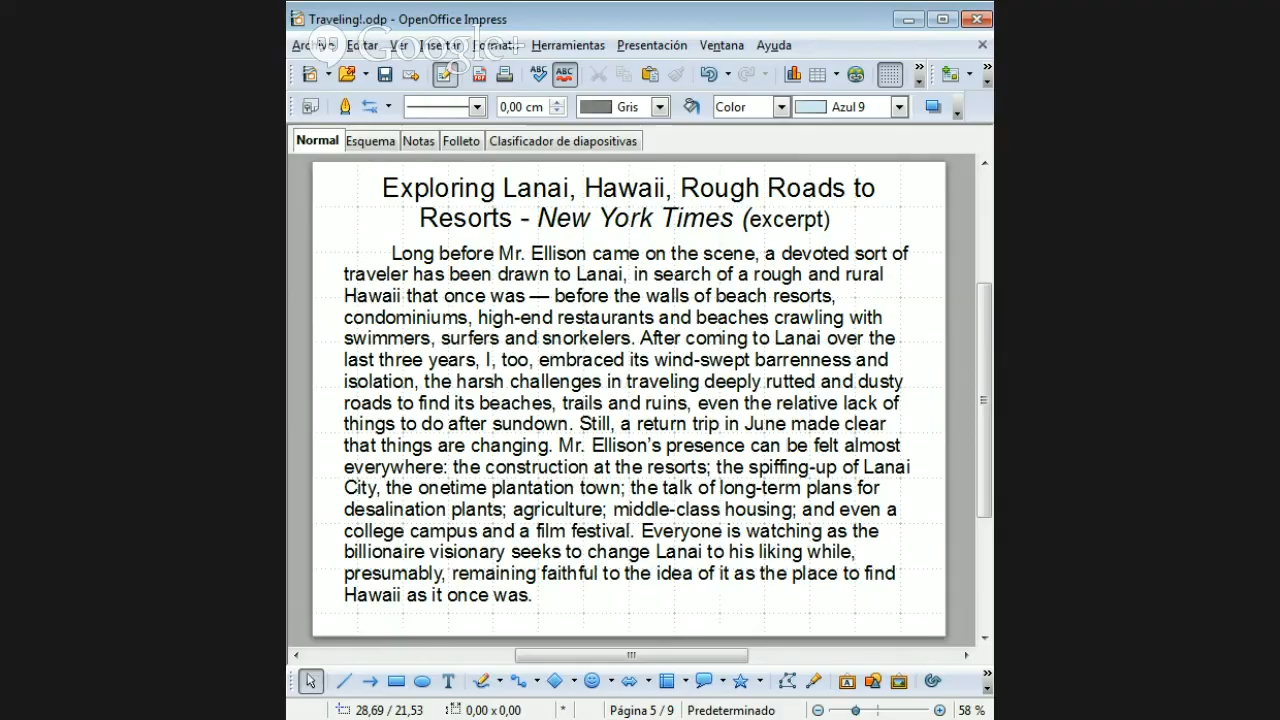 Traveling!.odp - OpenOffice Impress
Google+
Archivo Editar Ver Insertar Formato Herramientas Presentación Ventana Ayuda
0,00 cm Gris Color Azul 9
Normal Esquema Notas Folleto Clasificador de diapositivas
Exploring Lanai, Hawaii, Rough Roads to
Resorts - New York Times (excerpt)
Long before Mr. Ellison came on the scene, a devoted sort of
traveler has been drawn to Lanai, in search of a rough and rural
Hawaii that once was — before the walls of beach resorts,
condominiums, high-end restaurants and beaches crawling with
swimmers, surfers and snorkelers. After coming to Lanai over the
last three years, I, too, embraced its wind-swept barrenness and
isolation, the harsh challenges in traveling deeply rutted and dusty
roads to find its beaches, trails and ruins, even the relative lack of
things to do after sundown. Still, a return trip in June made clear
that things are changing. Mr. Ellison’s presence can be felt almost
everywhere: the construction at the resorts; the spiffing-up of Lanai
City, the onetime plantation town; the talk of long-term plans for
desalination plants; agriculture; middle-class housing; and even a
college campus and a film festival. Everyone is watching as the
billionaire visionary seeks to change Lanai to his liking while,
presumably, remaining faithful to the idea of it as the place to find
Hawaii as it once was.
28,69 / 21,53 0,00 x 0,00 * Página 5 / 9 Predeterminado 58 %